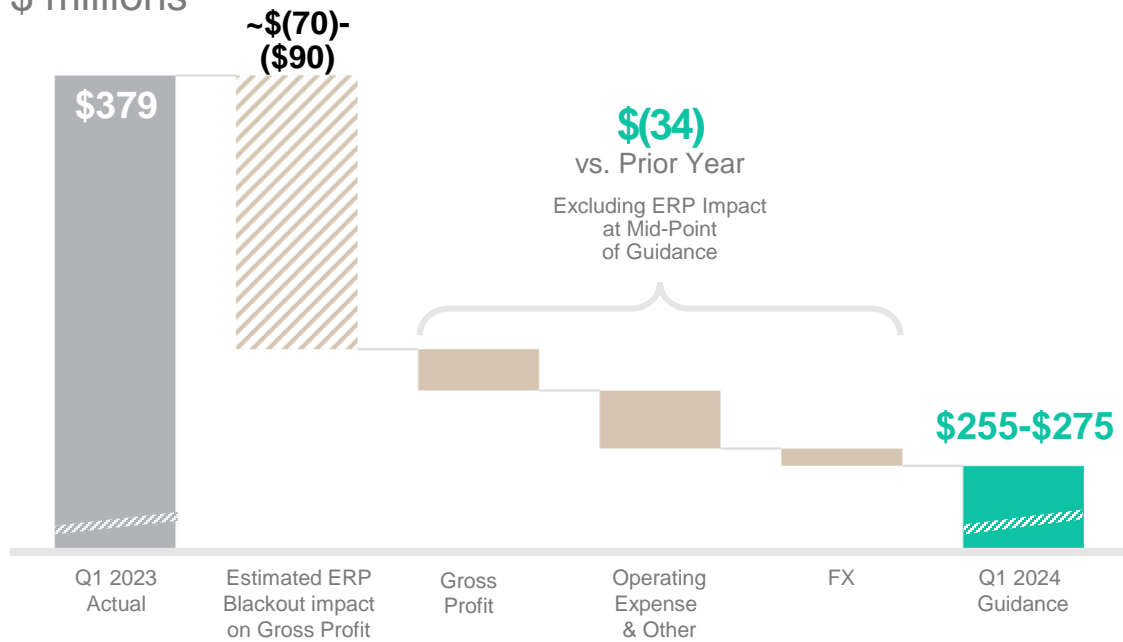 $ millions
~$(70)-
($90)
$379
$(34)
vs. Prior Year
Excluding ERP Impact
at Mid-Point
of Guidance
$255-$275
Q1 2023
Actual
Estimated ERP
Blackout impact
on Gross Profit
Gross
Profit
Operating
Expense
& Other
FX
Q1 2024
Guidance